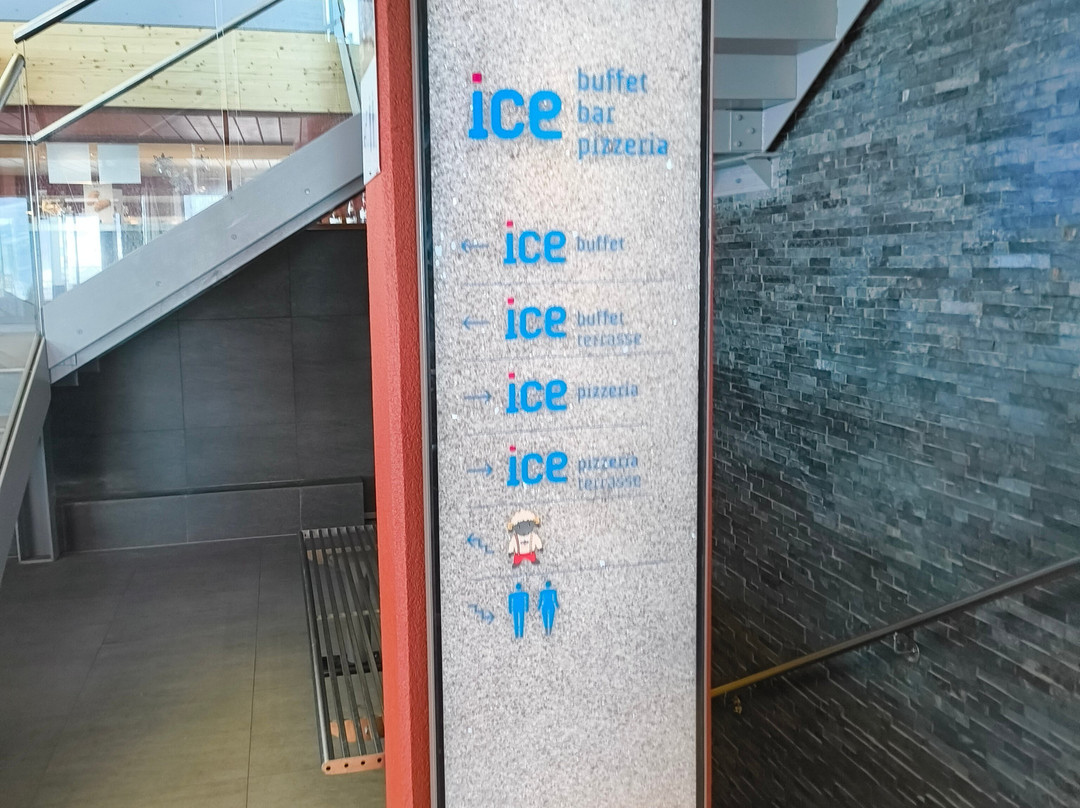 ice buffet
bar
pizzeria
← ice buffet
← ice buffet
terrasse
→ ice pizzeria
→ ice pizzeria
terrasse